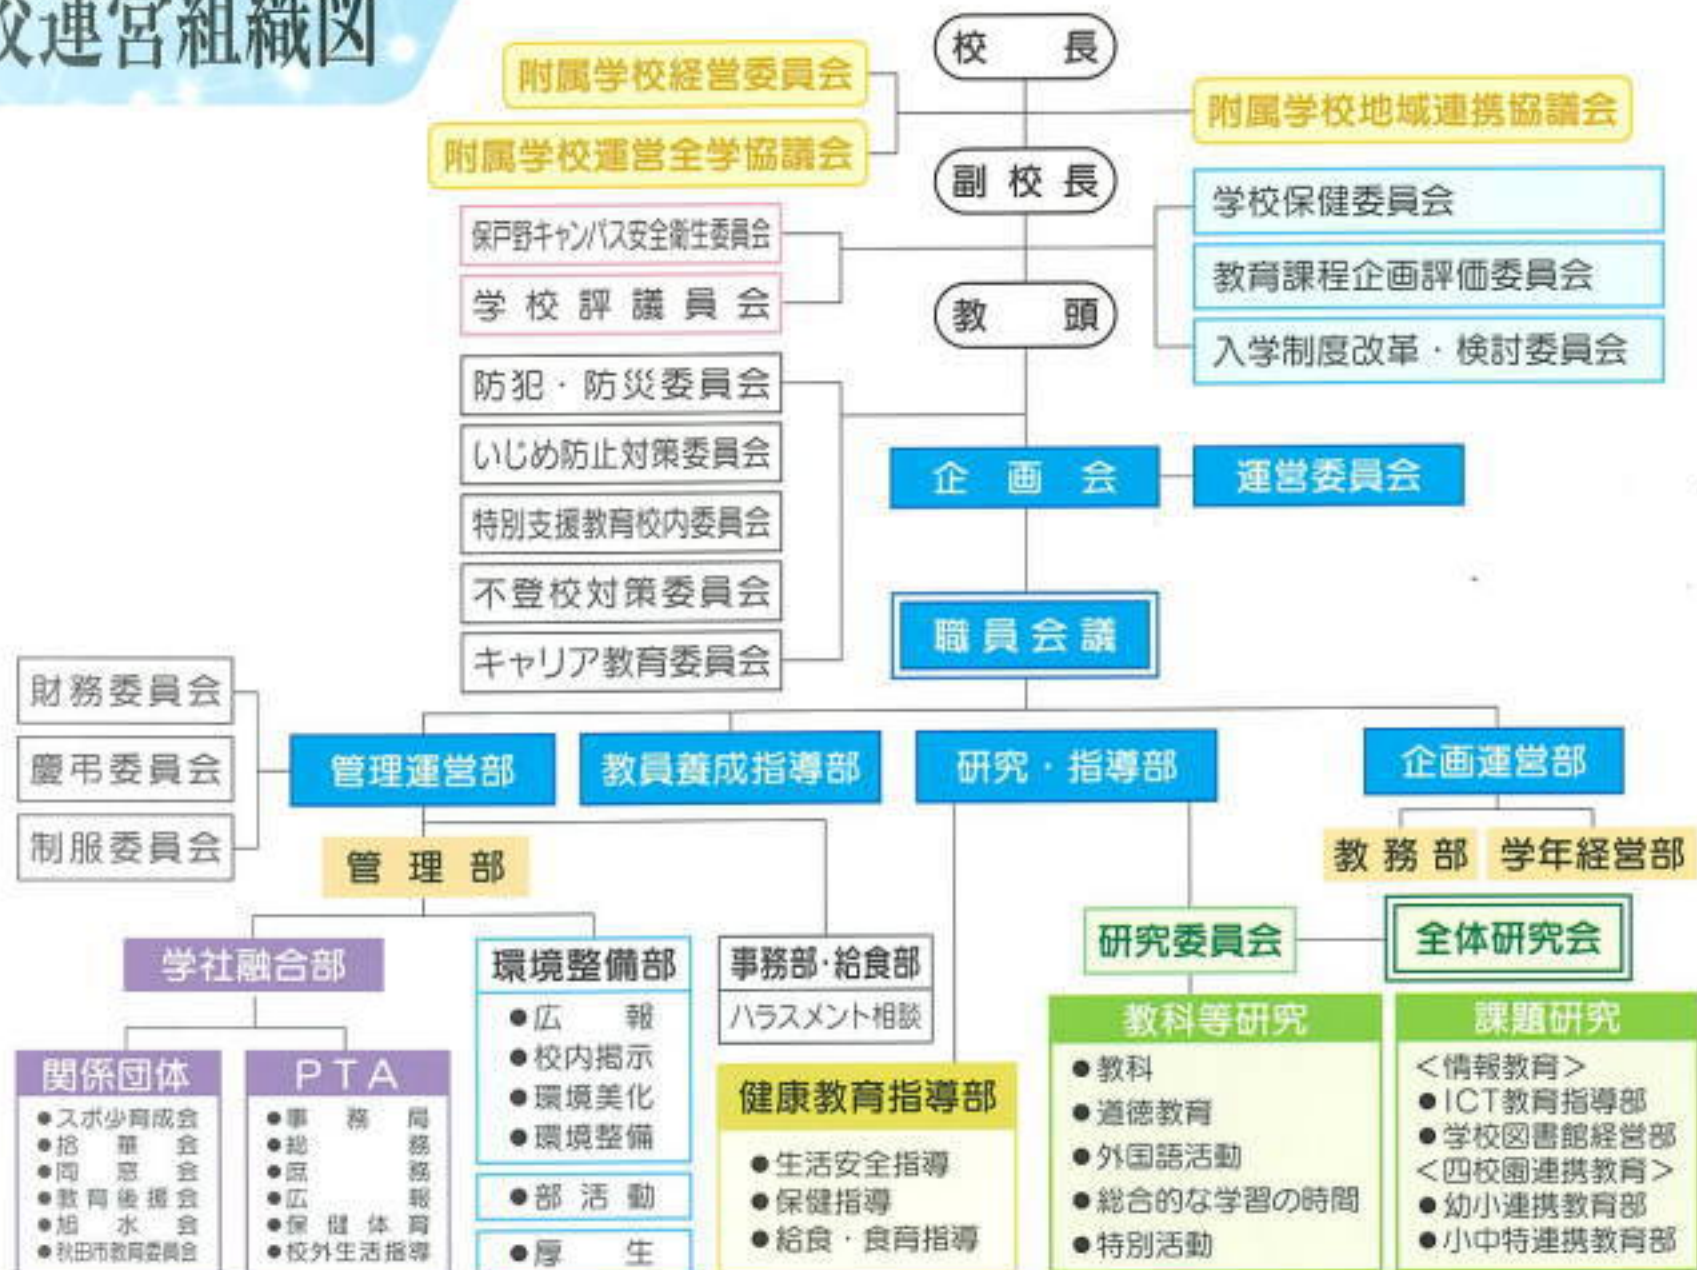 校運営組織図
校長
附属学校経営委員会
附属学校地域連携協議会
附属学校運営全学協議会
副校長
学校保健委員会
保戸野キャンパス安全衛生委員会
教育課程企画評価委員会
学校評議員会
教頭
入学制度改革・検討委員会
防犯・防災委員会
いじめ防止対策委員会
企画会
運営委員会
特別支援教育校内委員会
不登校対策委員会
職員会議
キャリア教育委員会
財務委員会
慶弔委員会
制服委員会
管理運営部
教員養成指導部
研究・指導部
企画運営部
管理部
教務部
学年経営部
学社融合部
環境整備部
●広報
●校内掲示
●環境美化
●環境整備
●部活動
●厚生
事務部・給食部
ハラスメント相談
研究委員会
全体研究会
関係団体
●スポ少育成会
●拾華会
●同窓会
●教育後援会
●旭水会
●秋田市教育委員会
PTA
●事務局
●総務
●庶務
●広報
●保健体育
●校外生活指導
健康教育指導部
●生活安全指導
●保健指導
●給食・食育指導
教科等研究
●教科
●道徳教育
●外国語活動
●総合的な学習の時間
●特別活動
課題研究
＜情報教育＞
●ICT教育指導部
●学校図書館経営部
＜四校園連携教育＞
●幼小連携教育部
●小中特連携教育部